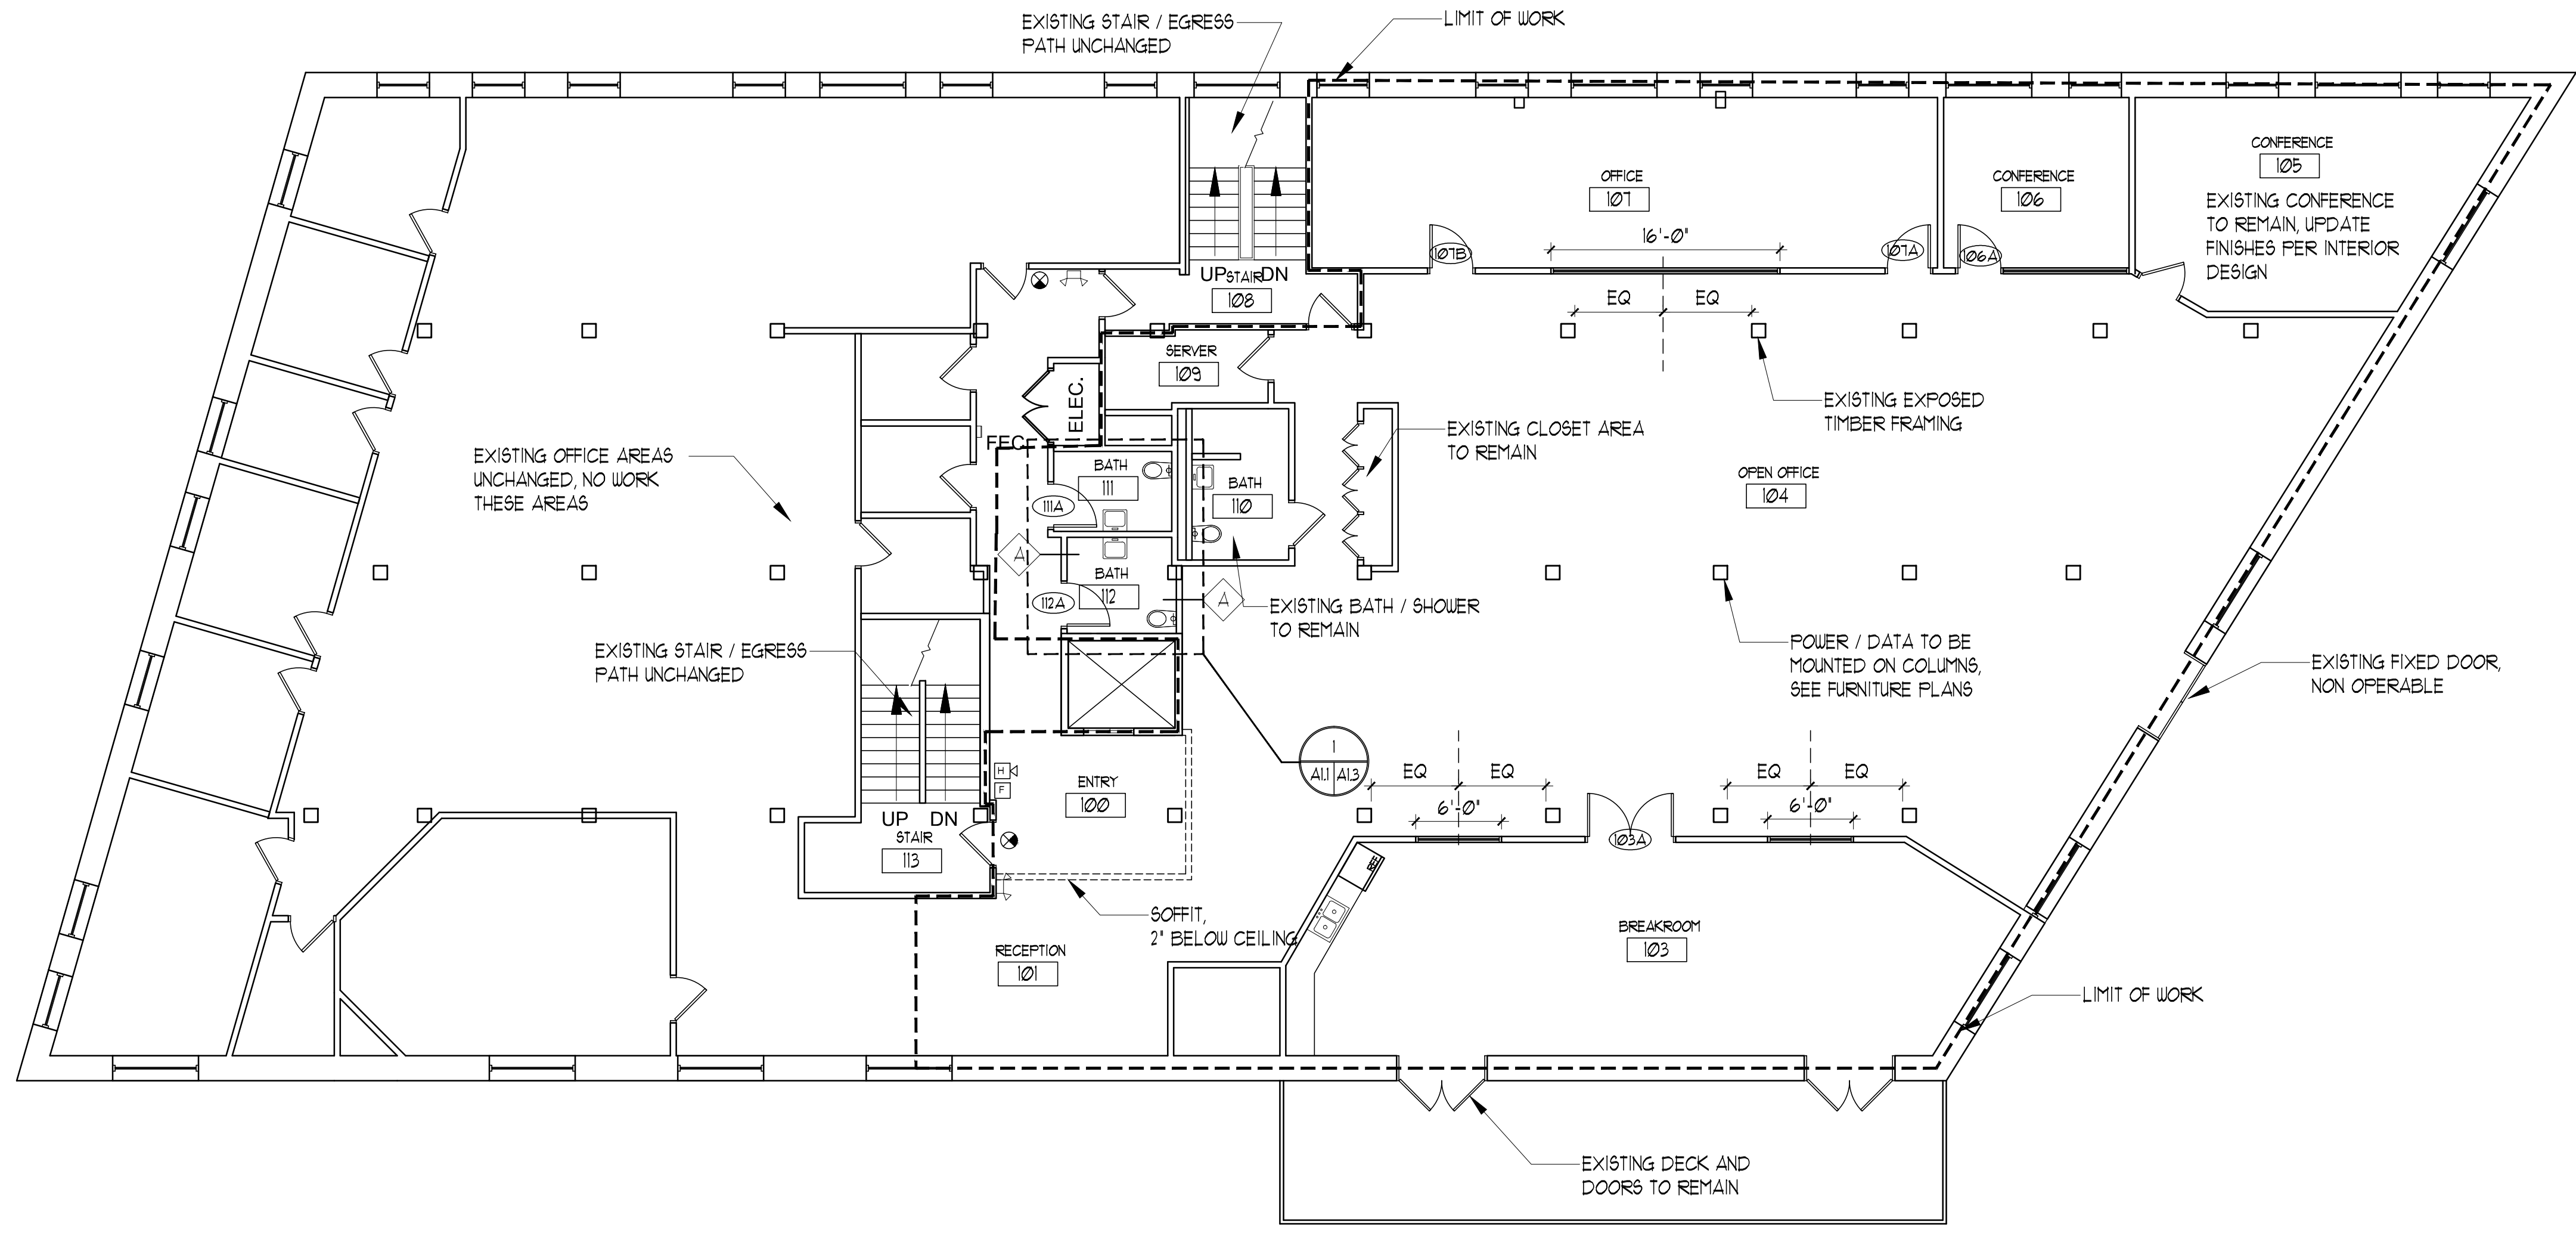 EXISTING STAIR / EGRESS
PATH UNCHANGED
LIMIT OF WORK
CONFERENCE
105
EXISTING CONFERENCE
TO REMAIN, UPDATE
FINISHES PER INTERIOR
DESIGN
OFFICE
107
CONFERENCE
106
16'-0"
107B
107A
106A
UP
STAIR
DN
108
EQ
EQ
SERVER
109
ELEC.
EXISTING EXPOSED
TIMBER FRAMING
EXISTING CLOSET AREA
TO REMAIN
FEC
EXISTING OFFICE AREAS
UNCHANGED, NO WORK
THESE AREAS
BATH
111
111A
BATH
110
OPEN OFFICE
104
A
BATH
112
112A
A
EXISTING BATH / SHOWER
TO REMAIN
EXISTING STAIR / EGRESS
PATH UNCHANGED
POWER / DATA TO BE
MOUNTED ON COLUMNS,
SEE FURNITURE PLANS
EXISTING FIXED DOOR,
NON OPERABLE
1
A1.1
A1.3
H
F
ENTRY
100
EQ
EQ
6'-0"
EQ
EQ
6'-0"
UP
DN
STAIR
113
103A
REF
SOFFIT,
2" BELOW CEILING
RECEPTION
101
BREAKROOM
103
LIMIT OF WORK
EXISTING DECK AND
DOORS TO REMAIN